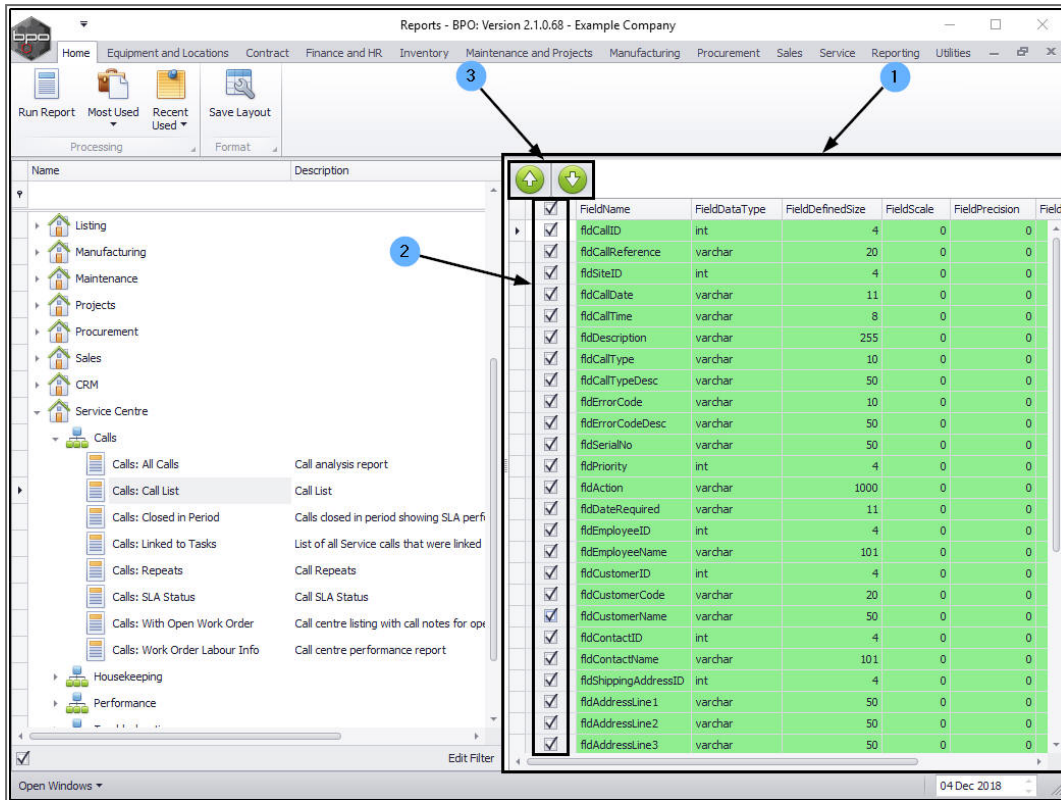 Reports - BPO: Version 2.1.0.68 - Example Company
bpo
Home Equipment and Locations Contract Finance and HR Inventory Maintenance and Projects Manufacturing Procurement Sales Service Reporting Utilities
3
1
Run Report Most Used Recent Used Save Layout
Processing Format
Name Description
FieldName FieldDataType FieldDefinedSize FieldScale FieldPrecision Field
Listing
Manufacturing
2
Maintenance
Projects
Procurement
Sales
CRM
Service Centre
Calls
Calls: All Calls Call analysis report
Calls: Call List Call List
Calls: Closed in Period Calls closed in period showing SLA perf
Calls: Linked to Tasks List of all Service calls that were linked
Calls: Repeats Call Repeats
Calls: SLA Status Call SLA Status
Calls: With Open Work Order Call centre listing with call notes for ope
Calls: Work Order Labour Info Call centre performance report
Housekeeping
Performance
fldCallID int 4 0 0
fldCallReference varchar 20 0 0
fldSiteID int 4 0 0
fldCallDate varchar 11 0 0
fldCallTime varchar 8 0 0
fldDescription varchar 255 0 0
fldCallType varchar 10 0 0
fldCallTypeDesc varchar 50 0 0
fldErrorCode varchar 10 0 0
fldErrorCodeDesc varchar 50 0 0
fldSerialNo varchar 50 0 0
fldPriority int 4 0 0
fldAction varchar 1000 0 0
fldDateRequired varchar 11 0 0
fldEmployeeID int 4 0 0
fldEmployeeName varchar 101 0 0
fldCustomerID int 4 0 0
fldCustomerCode varchar 20 0 0
fldCustomerName varchar 50 0 0
fldContactID int 4 0 0
fldContactName varchar 101 0 0
fldShippingAddressID int 4 0 0
fldAddressLine1 varchar 50 0 0
fldAddressLine2 varchar 50 0 0
fldAddressLine3 varchar 50 0 0
Edit Filter
Open Windows 04 Dec 2018